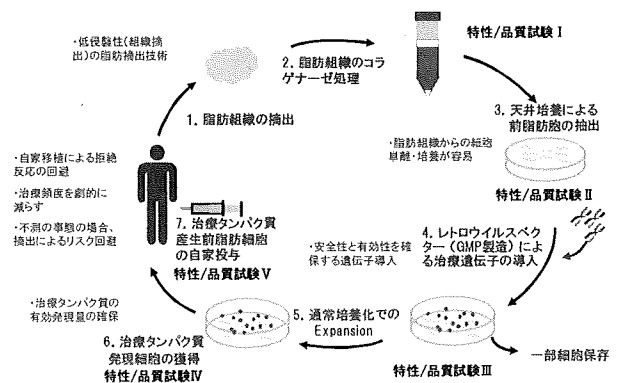 ・低侵襲性(組織摘
出)の脂肪摘出技術
2. 脂肪組織のコラ
ゲナーゼ処理
特性/品質試験Ⅰ
1. 脂肪組織の摘出
3. 天井培養による
前脂肪胞の抽出
・脂肪組織からの細胞
単離・培養が容易
特性/品質試験Ⅱ
・自家移植による拒絶
反応の回避
・治療頻度を劇的に
減らす
・不測の事態の場合、
摘出によるリスク回避
7. 治療タンパク質
産生前脂肪細胞
の自家投与
特性/品質試験Ⅴ
4. レトロウイルスベク
ター(GMP製造)によ
る治療遺伝子の導入
・安全性と有効性を確
保する遺伝子導入
・治療タンパク質の
有効発現量の確保
5. 通常培養化での
Expansion
6. 治療タンパク質
発現細胞の獲得
特性/品質試験Ⅳ
特性/品質試験Ⅲ
一部細胞保存